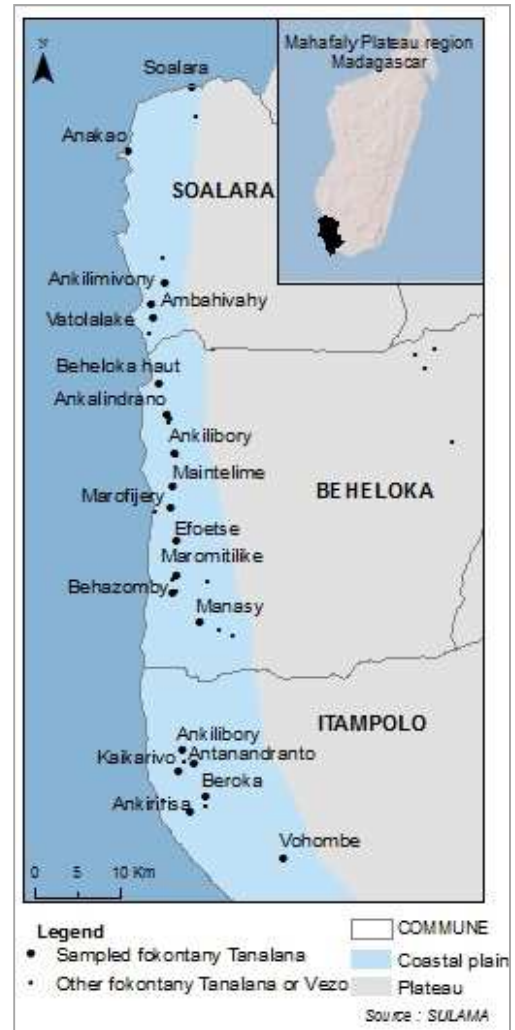 N
Mahafaly Plateau region
Madagascar
Soalara
Anakao
SOALARA
Ankilimivony
Ambahivahy
Vatolalake
Beheloka haut
Ankalindrano
Ankilibory
Maintelime
BEHELOKA
Marofijery
Efoetse
Maromitilike
Behazomby
Manasy
ITAMPOLO
Ankilibory
Kaikarivo
Antanandranto
Beroka
Ankiritisa
Vohombe
0 5 10 Km
Legend
Sampled fokontany Tanalana
Other fokontany Tanalana or Vezo
COMMUNE
Coastal plain
Plateau
Source : SULAMA